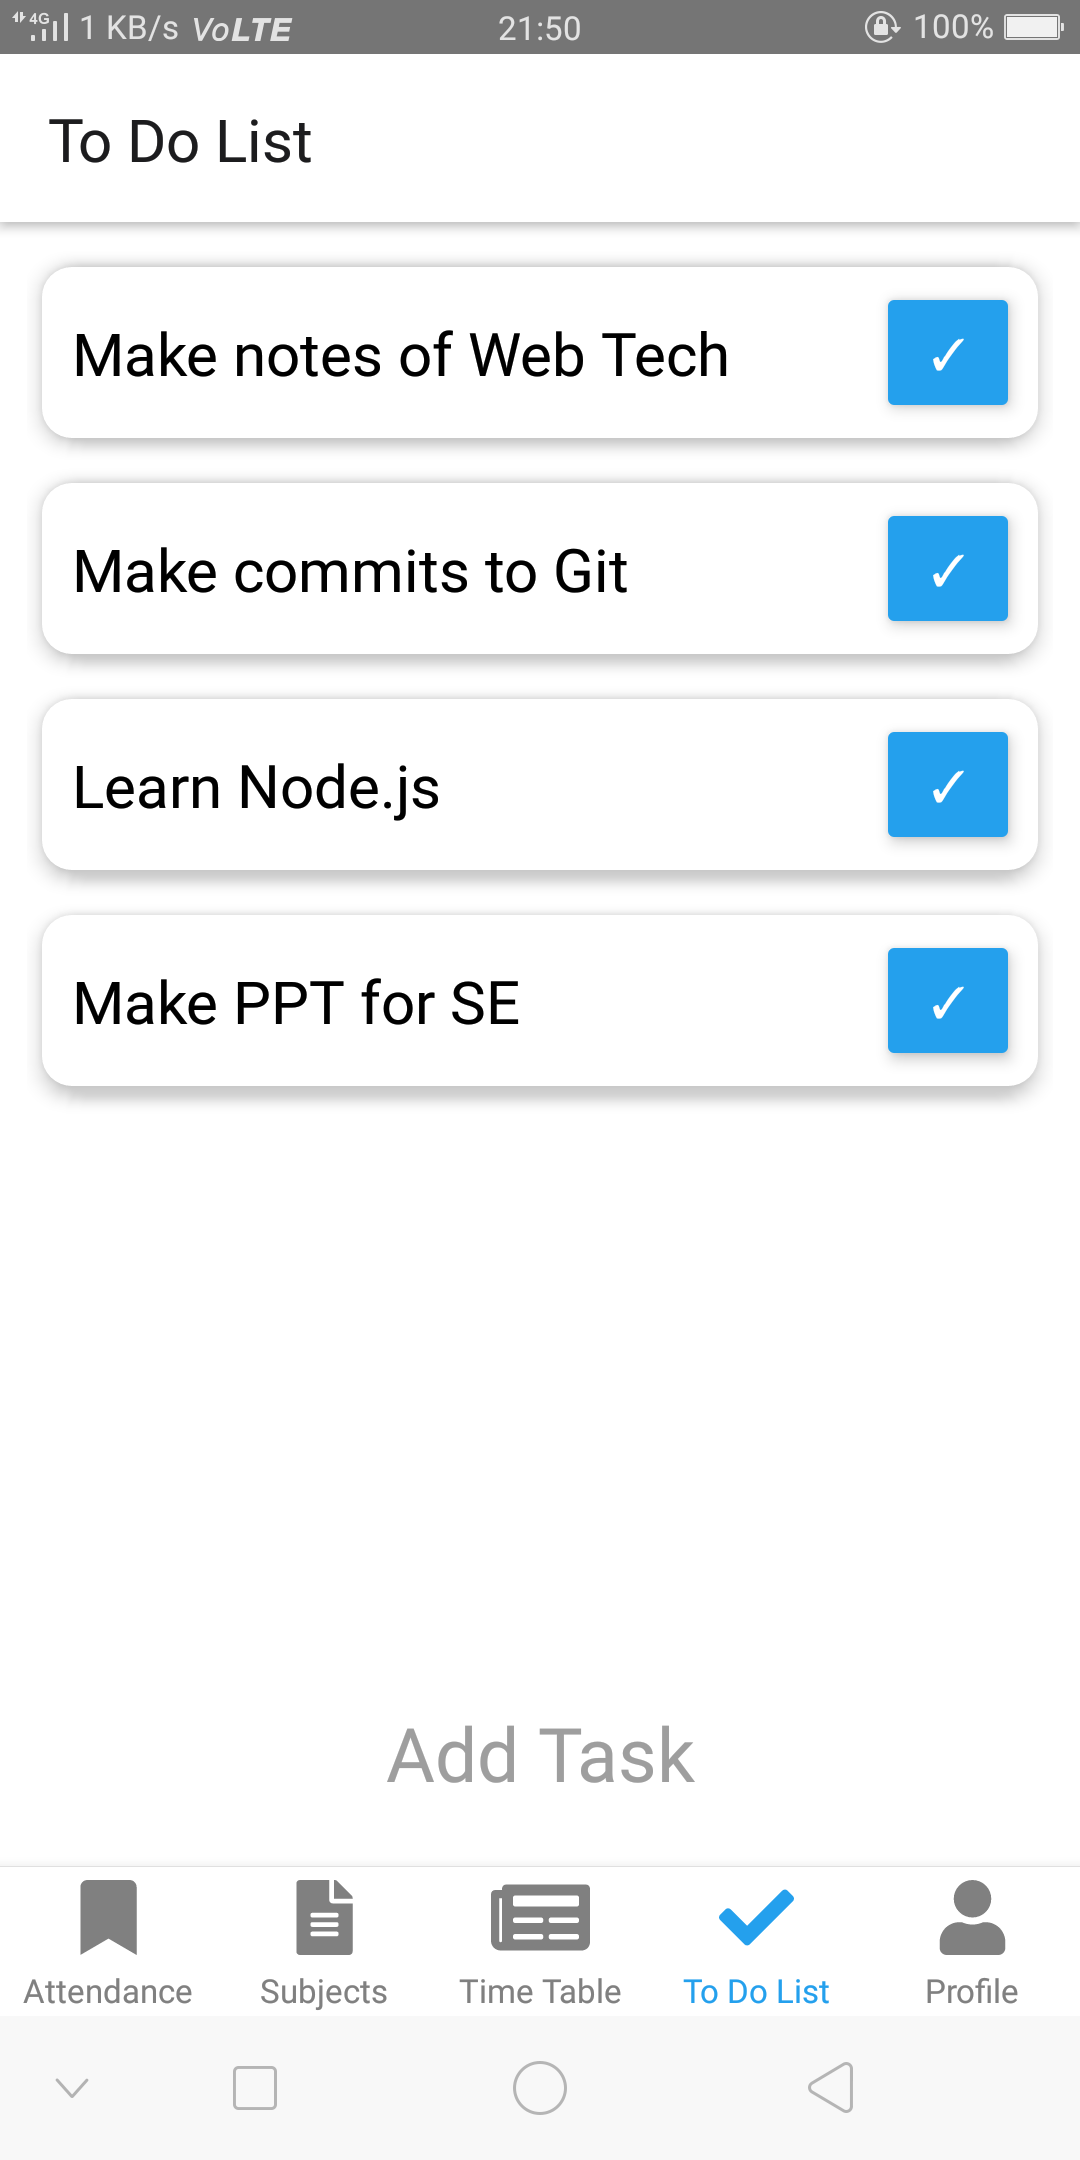 4G 1 KB/s VoLTE 21:50 100%
To Do List
Make notes of Web Tech ✓
Make commits to Git ✓
Learn Node.js ✓
Make PPT for SE ✓
Add Task
Attendance Subjects Time Table To Do List Profile